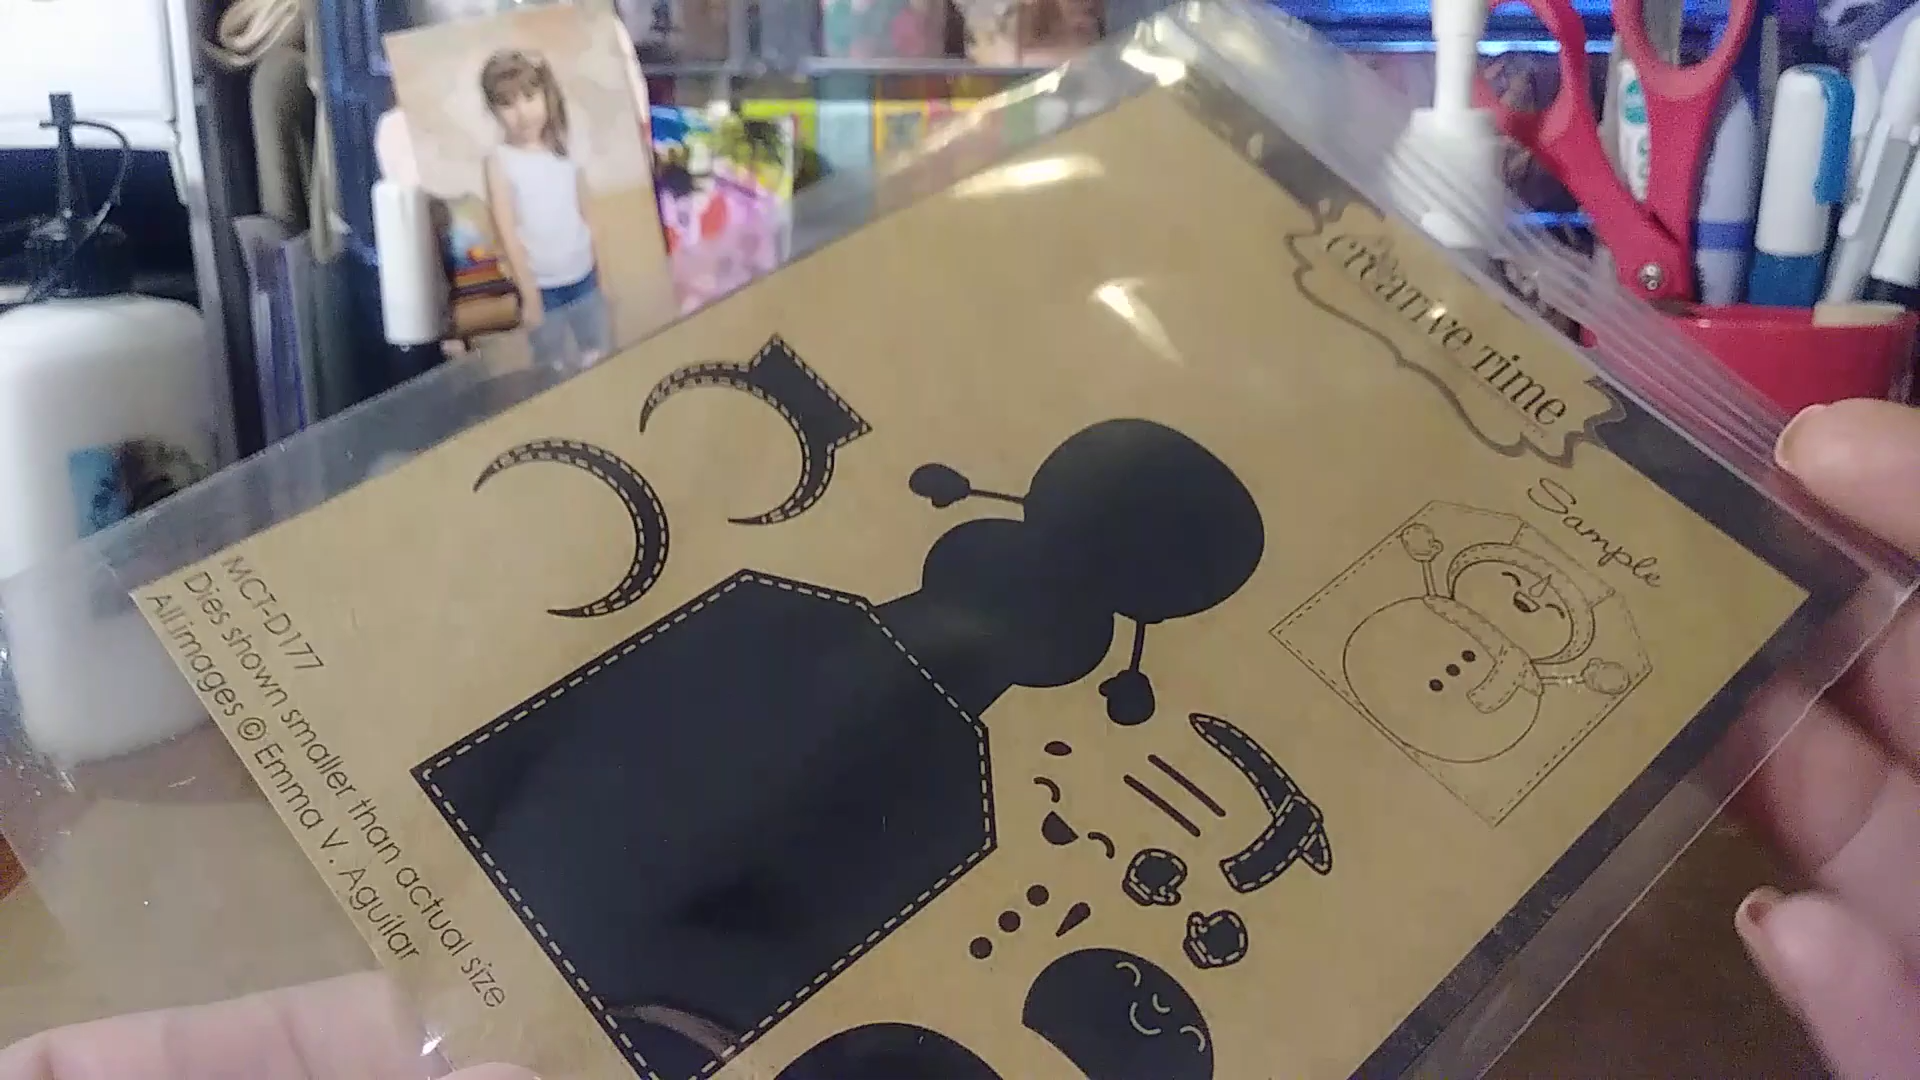 creative time
Sample
MCT-D177
Dies shown smaller than actual size
All images © Emma V. Aguilar